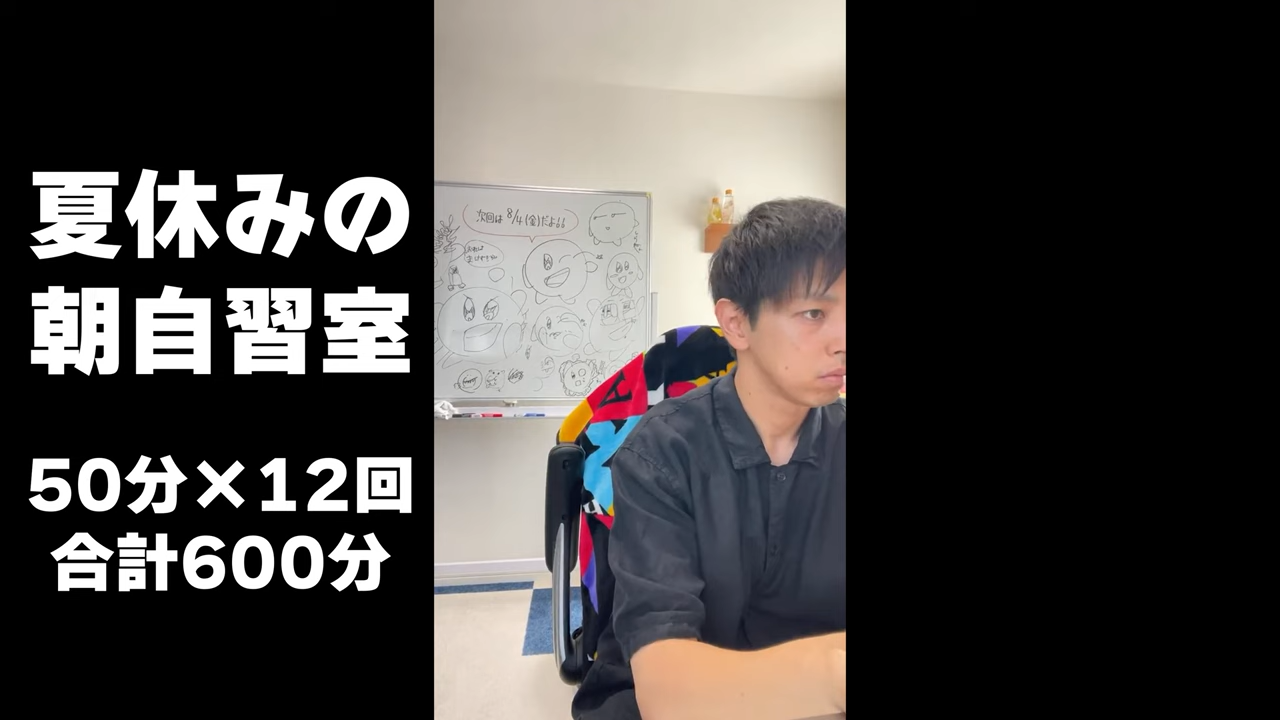 夏休みの
朝自習室
50分×12回
合計600分
次回は 8/4(金)だよ